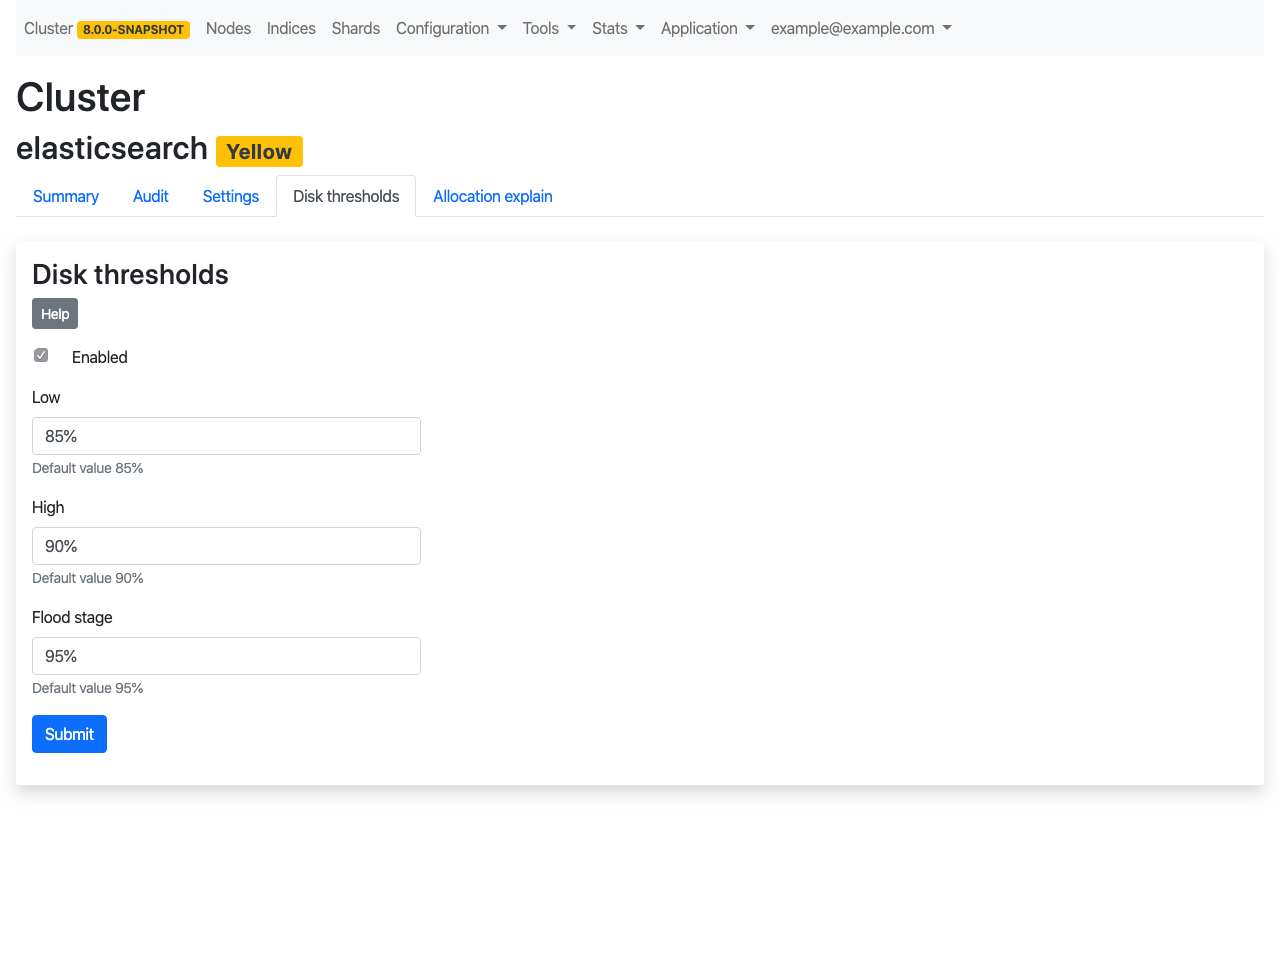 Cluster 8.0.0-SNAPSHOT Nodes Indices Shards Configuration Tools Stats Application example@example.com
Cluster
elasticsearch Yellow
Summary Audit Settings Disk thresholds Allocation explain
Disk thresholds
Help
Enabled
Low
85%
Default value 85%
High
90%
Default value 90%
Flood stage
95%
Default value 95%
Submit